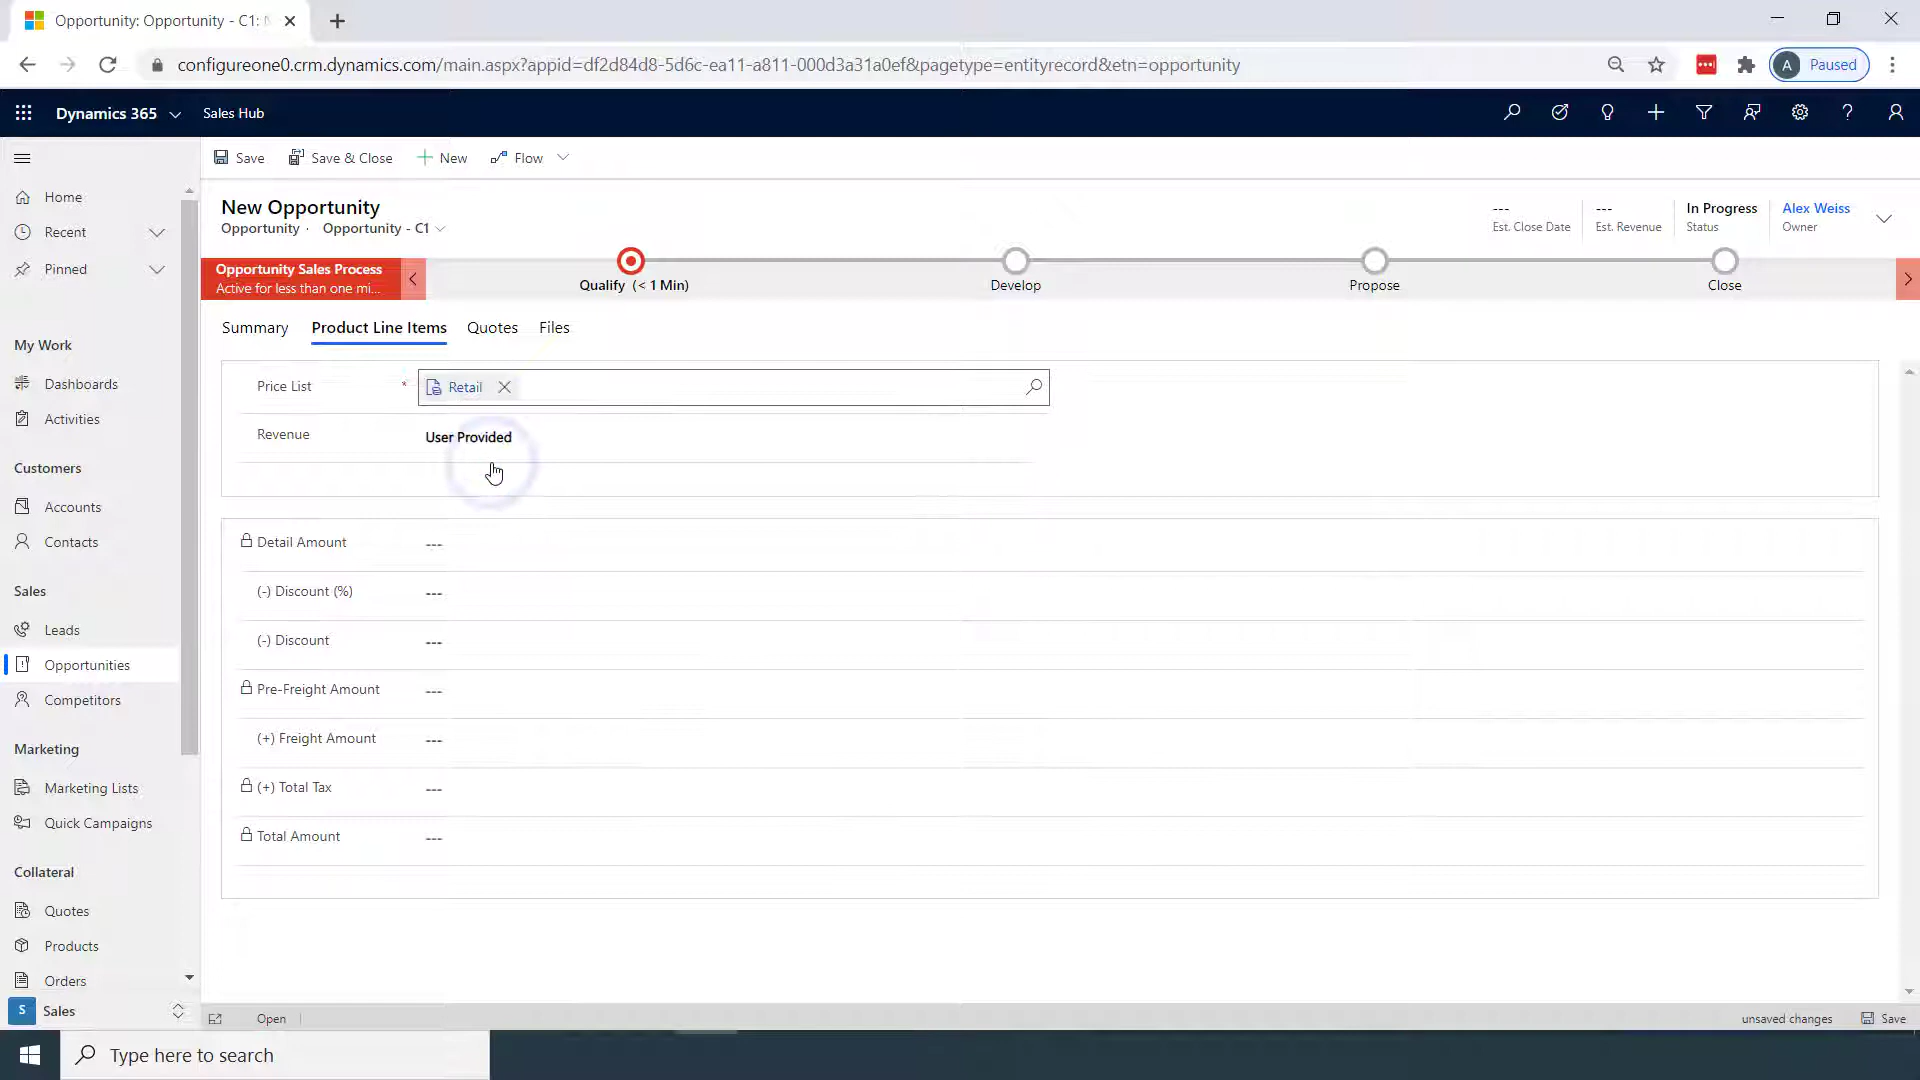 Opportunity: Opportunity - C1:
configureone0.crm.dynamics.com/main.aspx?appid=df2d84d8-5d6c-ea11-a811-000d3a31a0ef&pagetype=entityrecord&etn=opportunity
A Paused
Dynamics 365 Sales Hub
Save Save & Close New Flow
Home
Recent
Pinned
My Work
Dashboards
Activities
Customers
Accounts
Contacts
Sales
Leads
Opportunities
Competitors
Marketing
Marketing Lists
Quick Campaigns
Collateral
Quotes
Products
Orders
S Sales
New Opportunity
Opportunity · Opportunity - C1
--- Est. Close Date
--- Est. Revenue
In Progress Status
Alex Weiss Owner
Opportunity Sales Process
Active for less than one mi...
Qualify (< 1 Min) Develop Propose Close
Summary Product Line Items Quotes Files
Price List * Retail
Revenue User Provided
Detail Amount ---
(-) Discount (%) ---
(-) Discount ---
Pre-Freight Amount ---
(+) Freight Amount ---
(+) Total Tax ---
Total Amount ---
Open unsaved changes Save
Type here to search